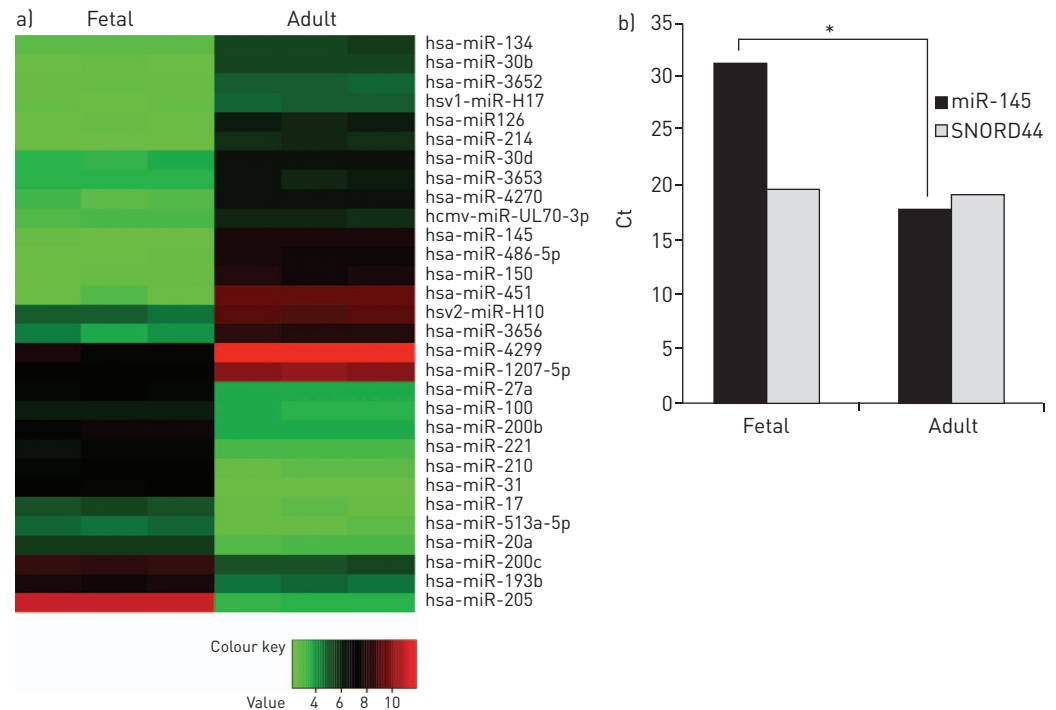 a)
Fetal Adult
hsa-miR-134
hsa-miR-30b
hsa-miR-3652
hsv1-miR-H17
hsa-miR126
hsa-miR-214
hsa-miR-30d
hsa-miR-3653
hsa-miR-4270
hcmv-miR-UL70-3p
hsa-miR-145
hsa-miR-486-5p
hsa-miR-150
hsa-miR-451
hsv2-miR-H10
hsa-miR-3656
hsa-miR-4299
hsa-miR-1207-5p
hsa-miR-27a
hsa-miR-100
hsa-miR-200b
hsa-miR-221
hsa-miR-210
hsa-miR-31
hsa-miR-17
hsa-miR-513a-5p
hsa-miR-20a
hsa-miR-200c
hsa-miR-193b
hsa-miR-205
Colour key
Value 4 6 8 10
b)
35
30
25
20
15
10
5
0
Ct
*
miR-145
SNORD44
Fetal Adult